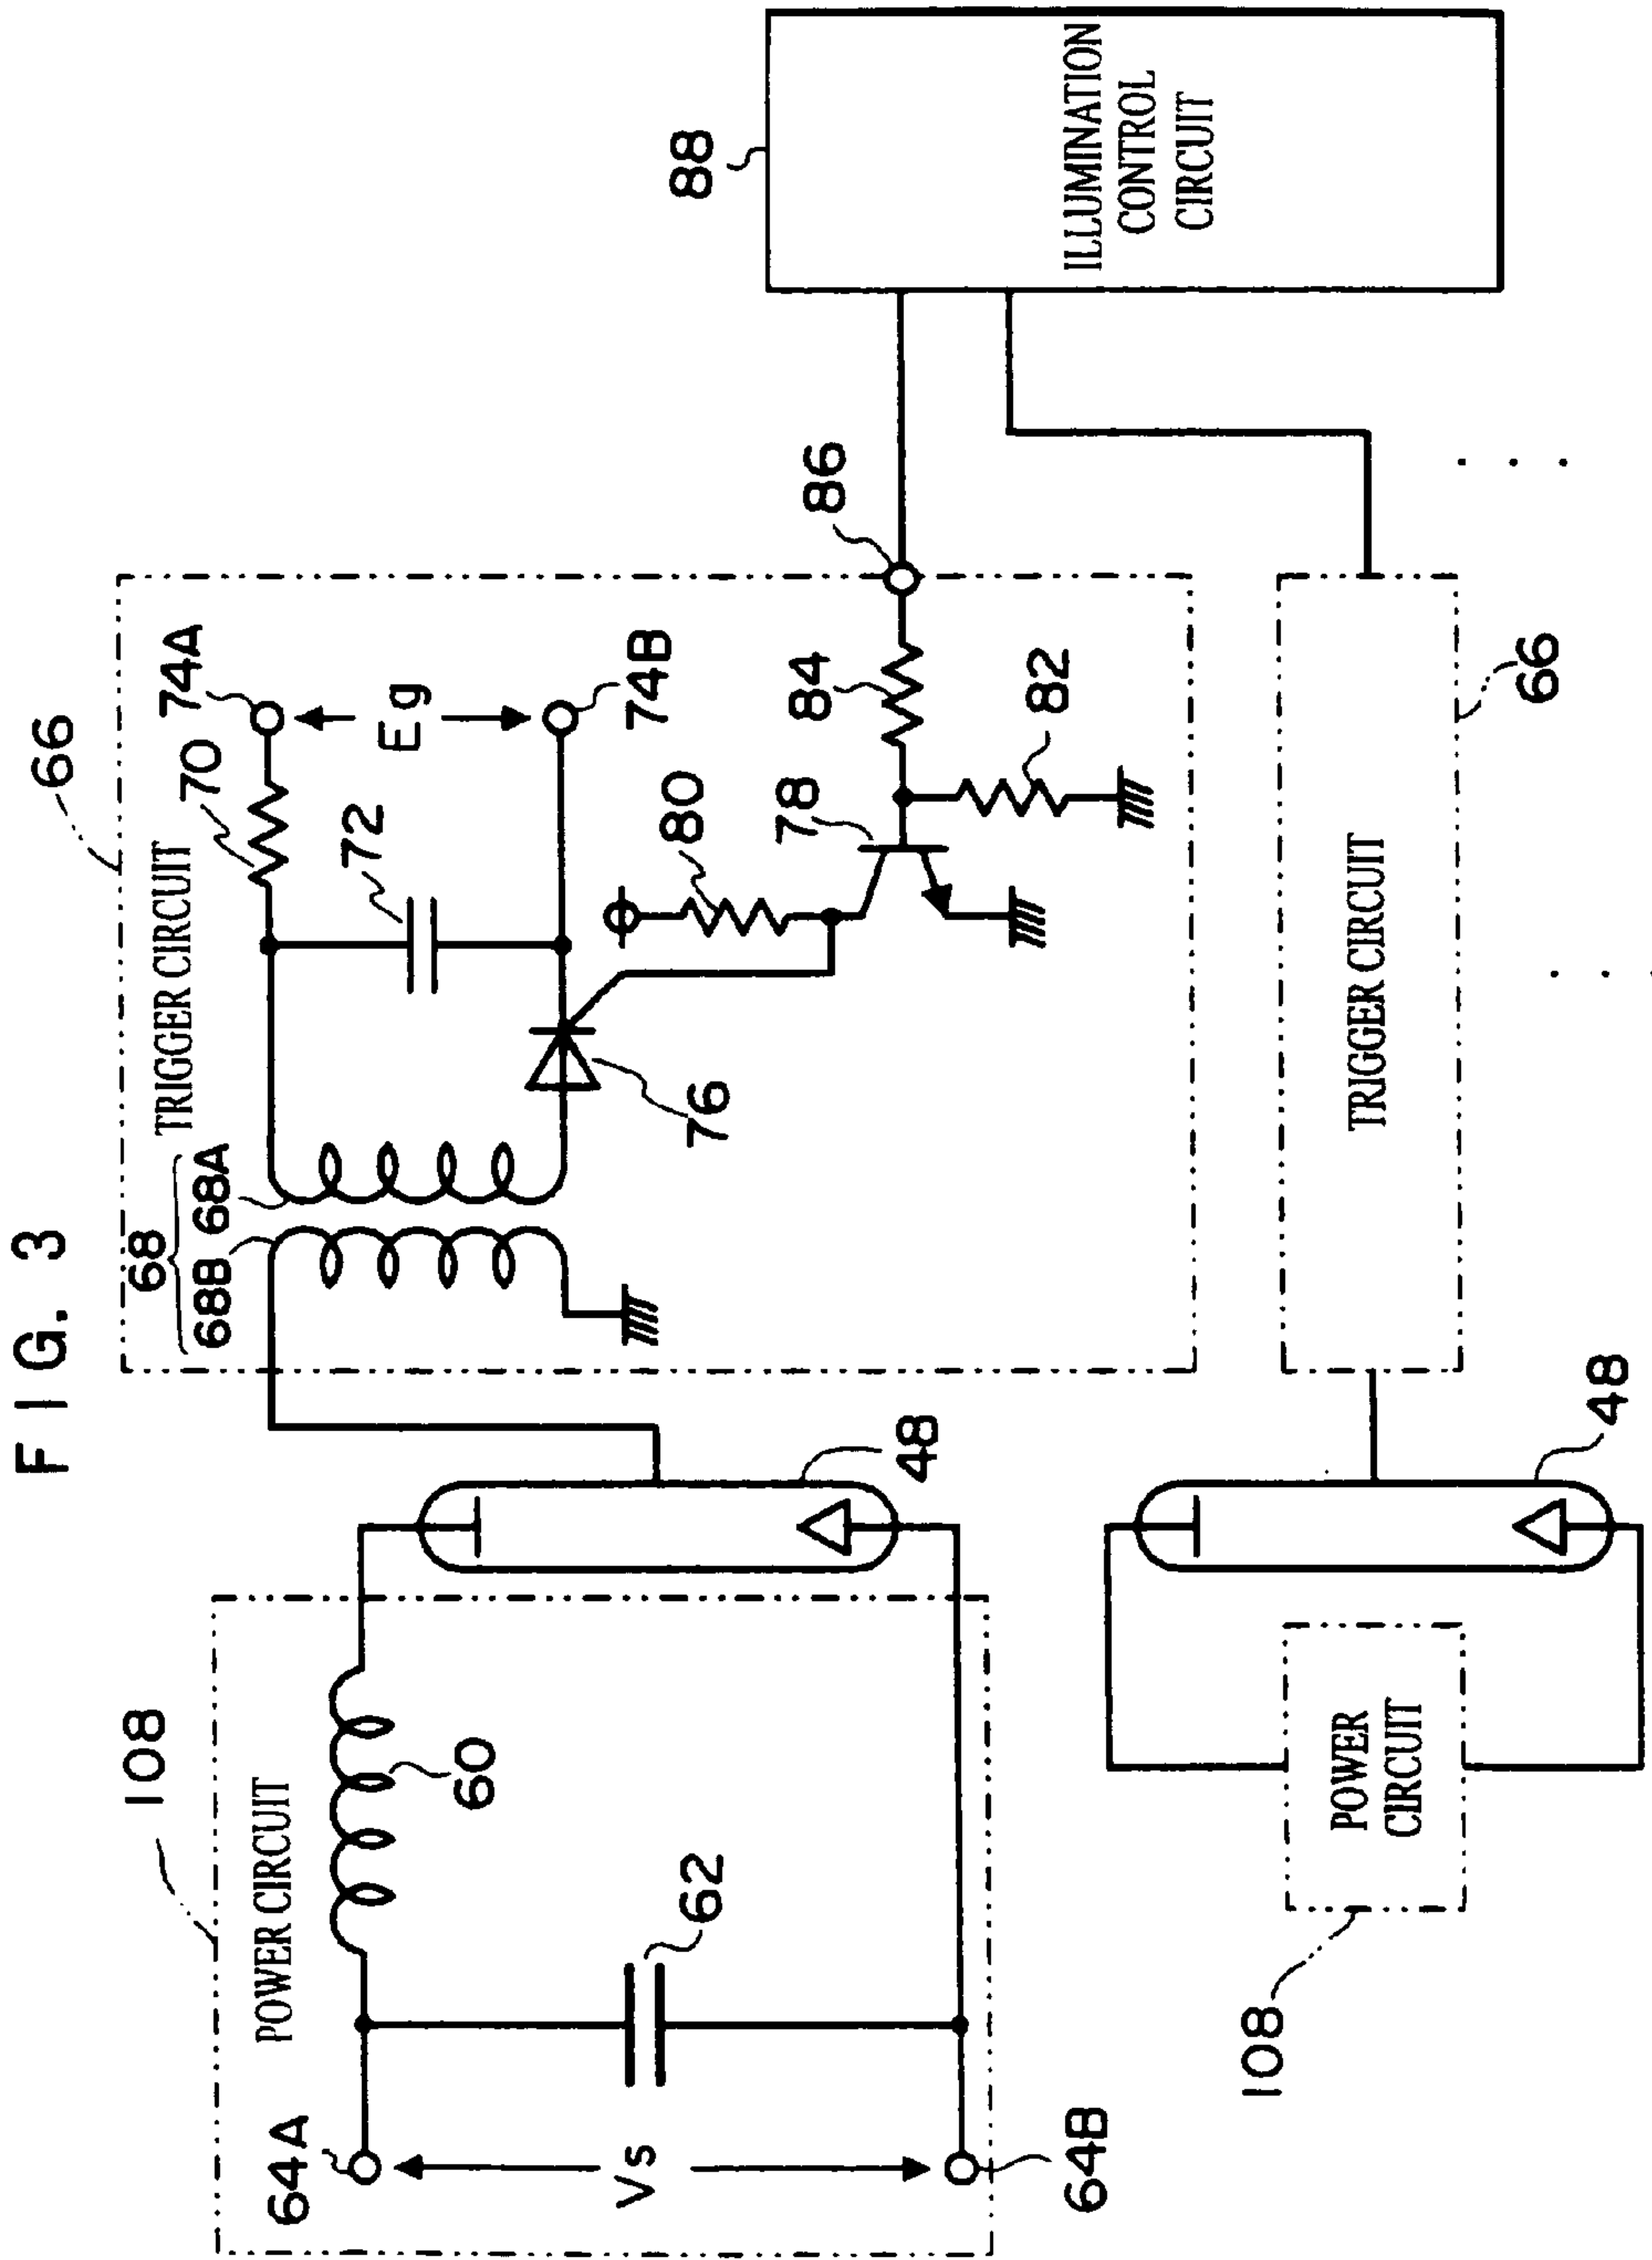 FIG. 3
108
POWER CIRCUIT
64A
Vs
64B
60
62
48
66
TRIGGER CIRCUIT
68
68B 68A
70
72
74A
Eg
74B
76
80
78
84
82
86
88
ILLUMINATION
CONTROL
CIRCUIT
108
POWER
CIRCUIT
48
TRIGGER CIRCUIT
66